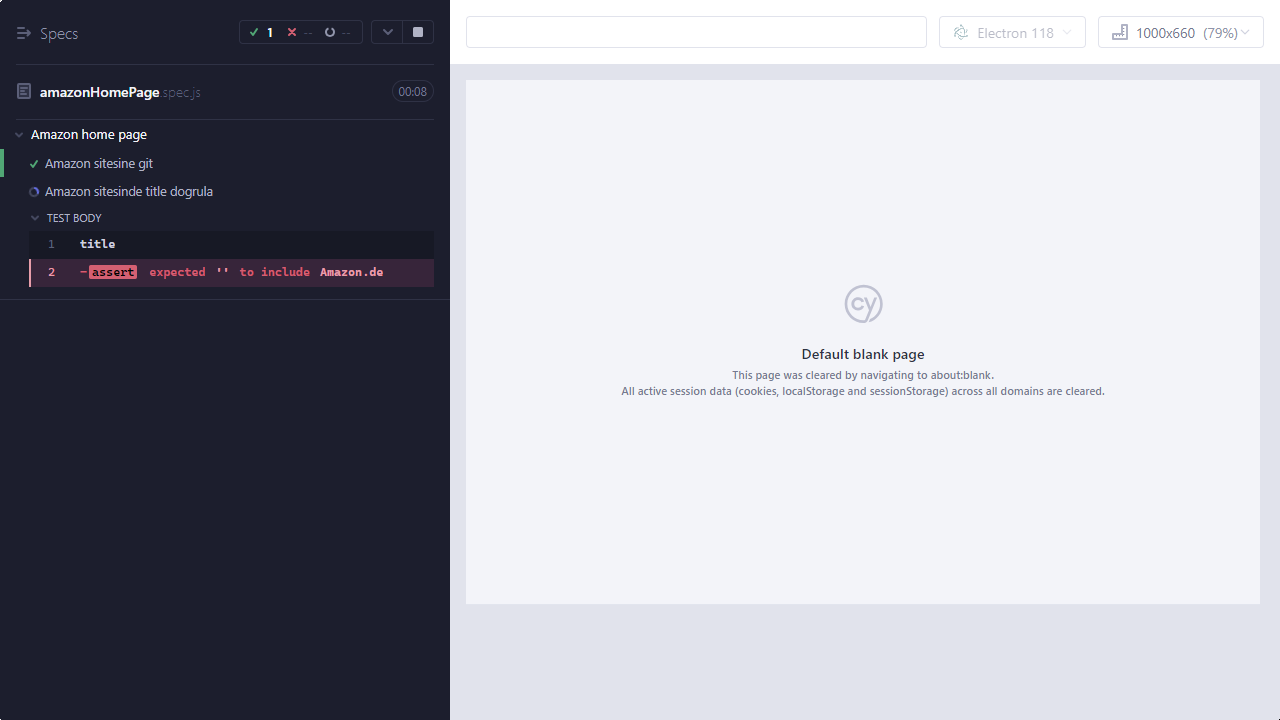 Specs
1 -- --
amazonHomePage.spec.js
00:08
Amazon home page
Amazon sitesine git
Amazon sitesinde title dogrula
TEST BODY
1 title
2 -assert expected '' to include Amazon.de
Electron 118
1000x660 (79%)
cy
Default blank page
This page was cleared by navigating to about:blank.
All active session data (cookies, localStorage and sessionStorage) across all domains are cleared.